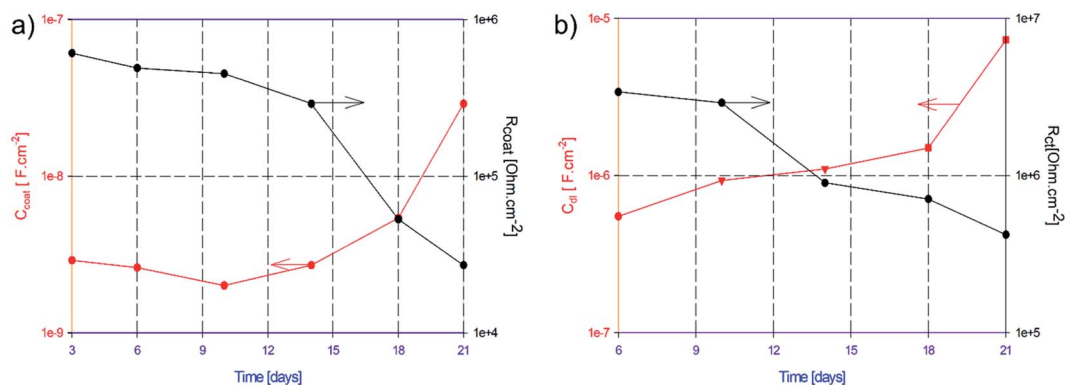 a)
1e-7
1e-8
1e-9
C_coat [ F.cm^-2]
1e+6
1e+5
1e+4
R_coat [Ohm.cm^-2]
3 6 9 12 15 18 21
Time [days]
b)
1e-5
1e-6
1e-7
C_dl [ F.cm^-2]
1e+7
1e+6
1e+5
R_ct[Ohm.cm^-2]
6 9 12 15 18 21
Time [days]